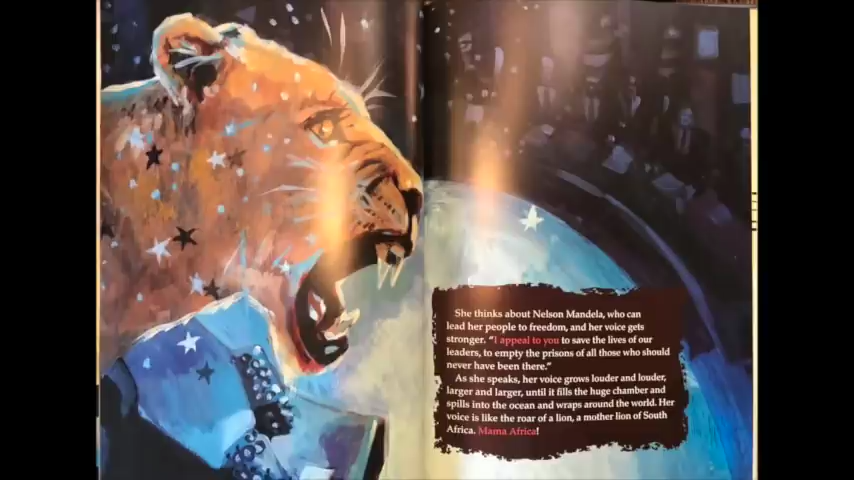 She thinks about Nelson Mandela, who can
lead her people to freedom, and her voice gets
stronger. "I appeal to you to save the lives of our
leaders, to empty the prisons of all those who should
never have been there."
As she speaks, her voice grows louder and louder,
larger and larger, until it fills the huge chamber and
spills into the ocean and wraps around the world. Her
voice is like the roar of a lion, a mother lion of South
Africa. Mama Africa!